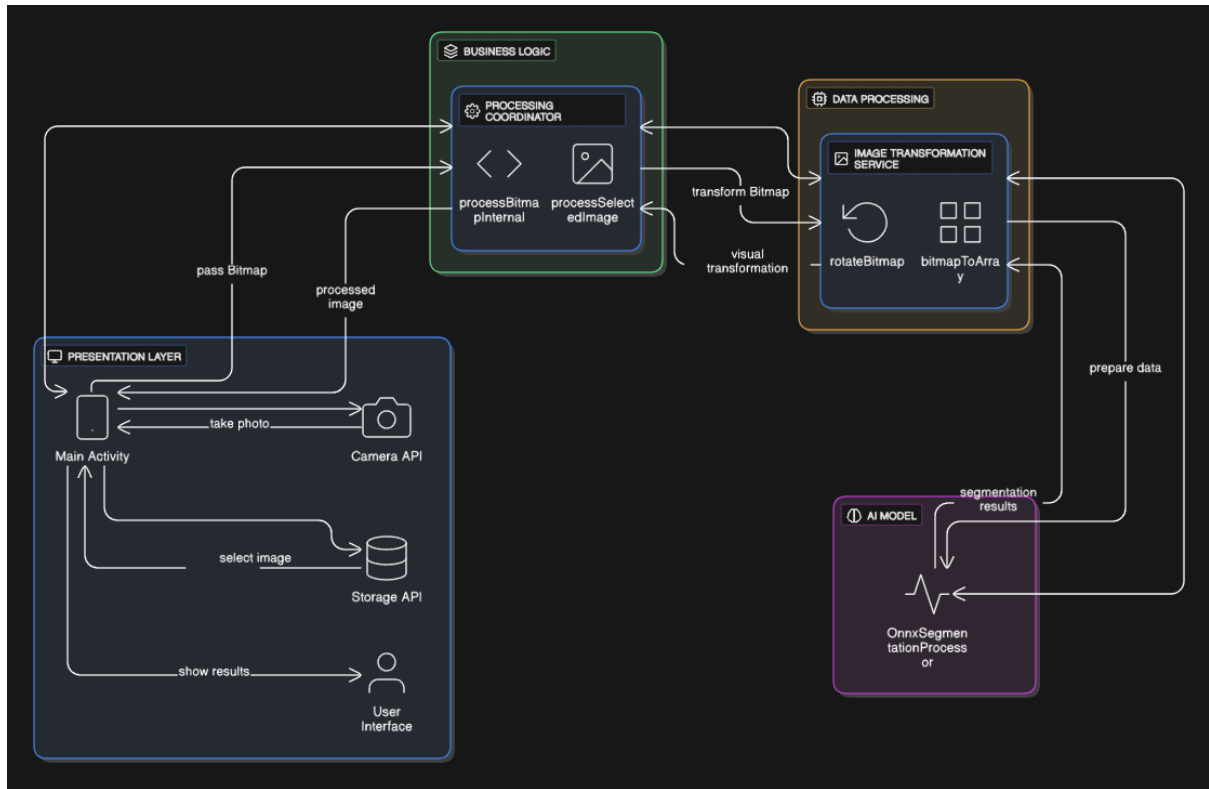 BUSINESS LOGIC
PROCESSING
COORDINATOR
processBitma
pInternal
processSelect
edImage
DATA PROCESSING
IMAGE TRANSFORMATION
SERVICE
rotateBitmap
bitmapToArra
y
transform Bitmap
visual
transformation
pass Bitmap
processed
image
prepare data
PRESENTATION LAYER
Main Activity
take photo
Camera API
select image
Storage API
show results
User
Interface
segmentation
results
AI MODEL
OnnxSegmen
tationProcess
or